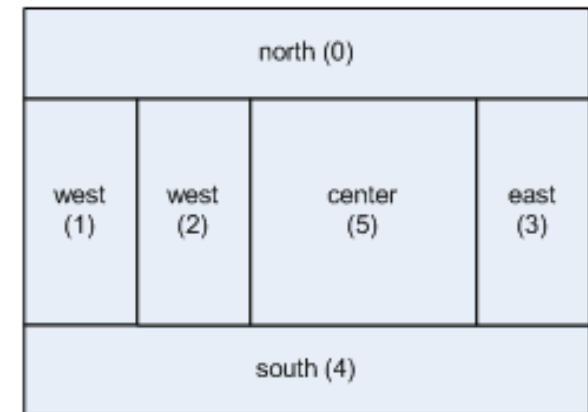 north (0)
west
(1)
west
(2)
center
(5)
east
(3)
south (4)